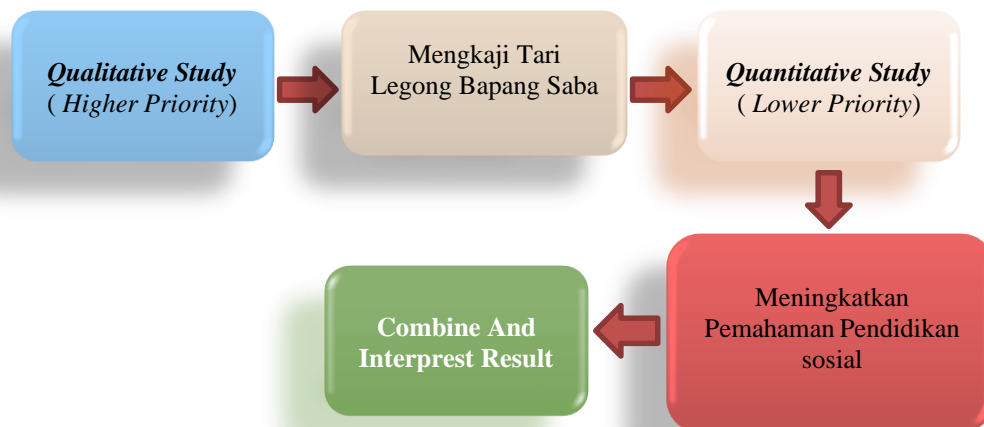 Qualitative Study
( Higher Priority)
Mengkaji Tari
Legong Bapang Saba
Quantitative Study
( Lower Priority)
Meningkatkan
Pemahaman Pendidikan
sosial
Combine And
Interprest Result